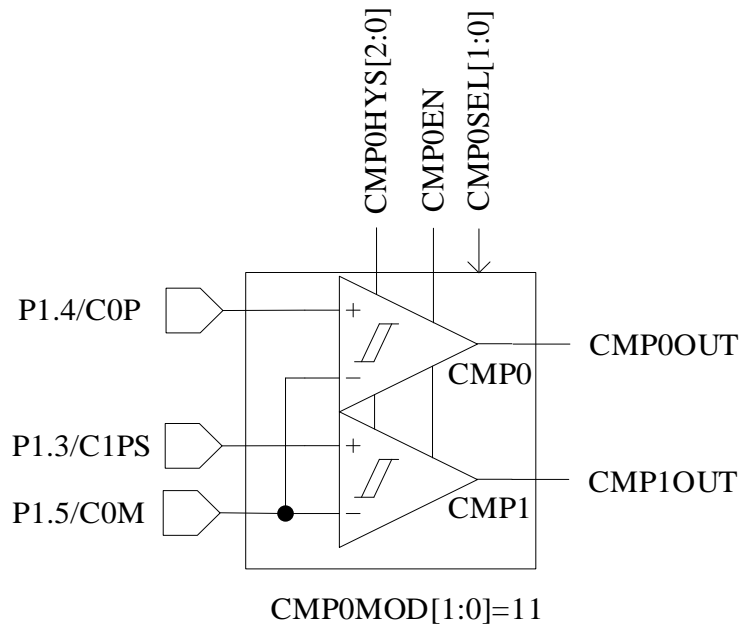 CMP0HYS[2:0]
CMP0EN
CMP0SEL[1:0]
P1.4/C0P
+
−
CMP0
CMP0OUT
P1.3/C1PS
+
P1.5/C0M
−
CMP1
CMP1OUT
CMP0MOD[1:0]=11